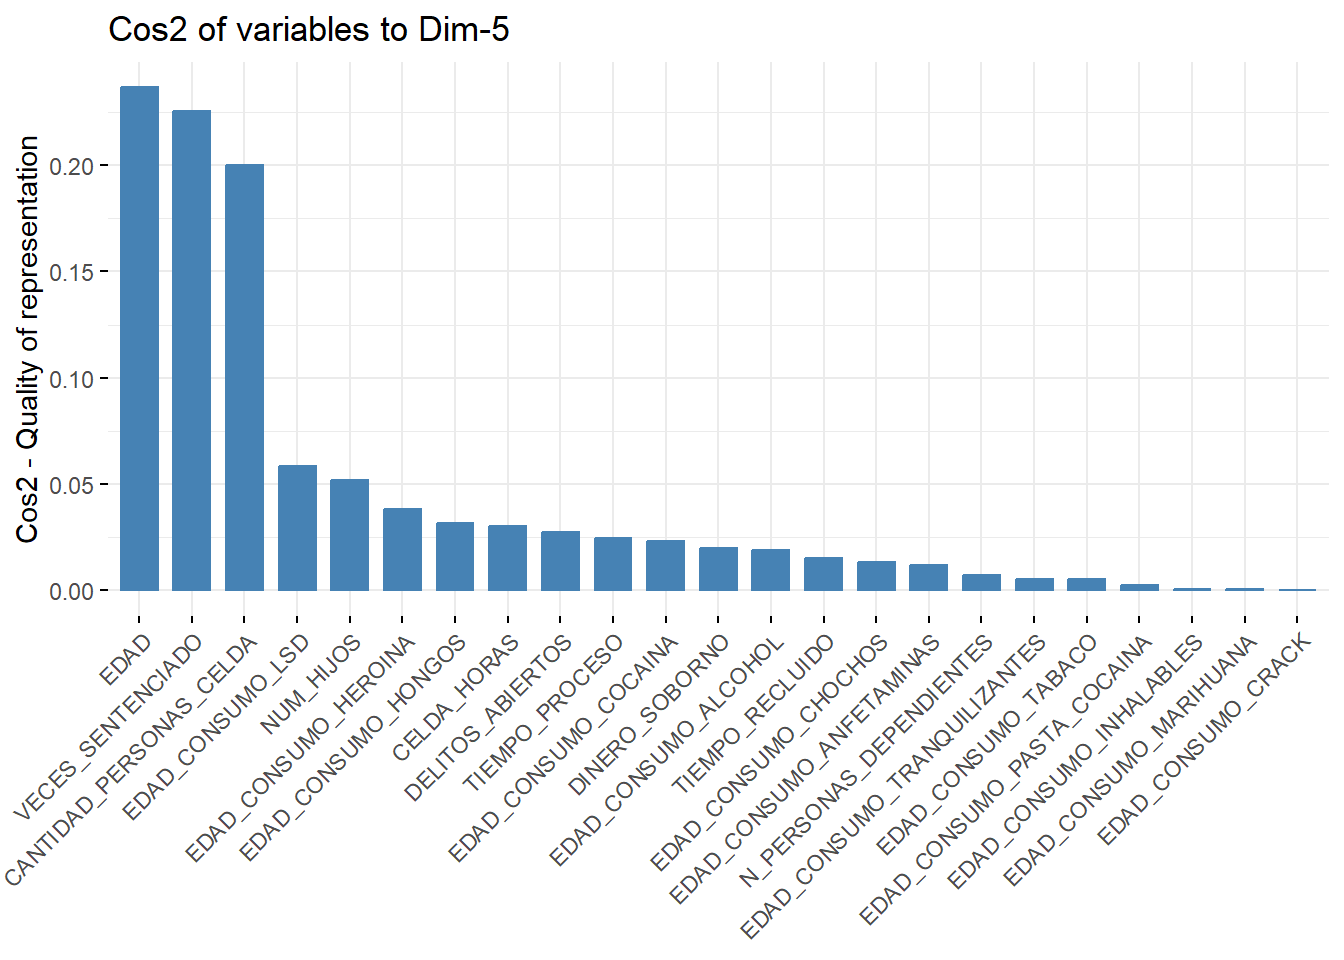 Cos2 of variables to Dim-5
Cos2 - Quality of representation
0.20
0.15
0.10
0.05
0.00
EDAD
VECES_SENTENCIADO
CANTIDAD_PERSONAS_CELDA
EDAD_CONSUMO_LSD
NUM_HIJOS
EDAD_CONSUMO_HEROINA
EDAD_CONSUMO_HONGOS
CELDA_HORAS
DELITOS_ABIERTOS
TIEMPO_PROCESO
EDAD_CONSUMO_COCAINA
DINERO_SOBORNO
EDAD_CONSUMO_ALCOHOL
TIEMPO_RECLUIDO
EDAD_CONSUMO_CHOCHOS
EDAD_CONSUMO_ANFETAMINAS
N_PERSONAS_DEPENDIENTES
EDAD_CONSUMO_TRANQUILIZANTES
EDAD_CONSUMO_TABACO
EDAD_CONSUMO_PASTA_COCAINA
EDAD_CONSUMO_INHALABLES
EDAD_CONSUMO_MARIHUANA
EDAD_CONSUMO_CRACK